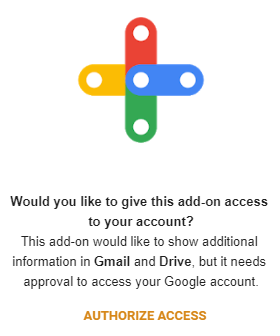 Would you like to give this add-on access
to your account?
This add-on would like to show additional
information in Gmail and Drive, but it needs
approval to access your Google account.
AUTHORIZE ACCESS